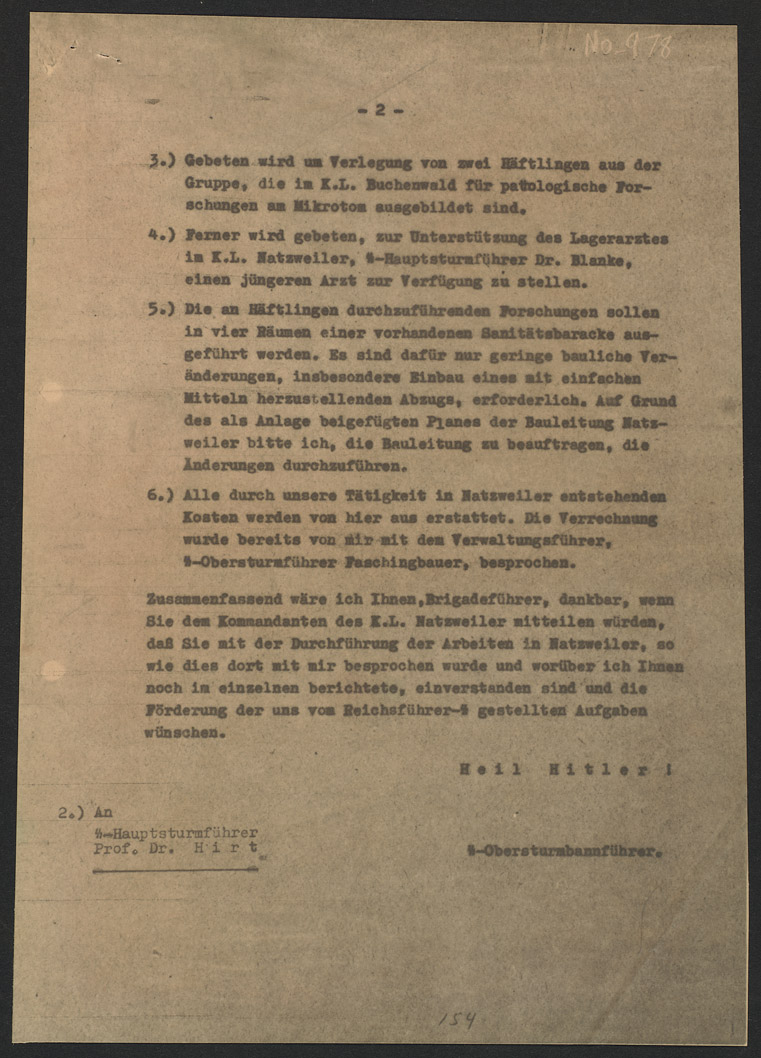 No. 978
- 2 -
3.) Gebeten wird um Verlegung von zwei Häftlingen aus der
Gruppe, die im K.L. Buchenwald für patologische For-
schungen am Mikrotom ausgebildet sind.
4.) Ferner wird gebeten, zur Unterstützung des Lagerarztes
im K.L. Natzweiler, SS-Hauptsturmführer Dr. Blanke,
einen jüngeren Arzt zur Verfügung zu stellen.
5.) Die an Häftlingen durchzuführenden Forschungen sollen
in vier Räumen einer vorhandenen Sanitätsbaracke aus-
geführt werden. Es sind dafür nur geringe bauliche Ver-
änderungen, insbesondere Einbau eines mit einfachen
Mitteln herzustellenden Abzugs, erforderlich. Auf Grund
des als Anlage beigefügten Planes der Bauleitung Natz-
weiler bitte ich, die Bauleitung zu beauftragen, die
Änderungen durchzuführen.
6.) Alle durch unsere Tätigkeit in Natzweiler entstehenden
Kosten werden von hier aus erstattet. Die Verrechnung
wurde bereits von mir mit dem Verwaltungsführer,
SS-Obersturmführer Faschingbauer, besprochen.
Zusammenfassend wäre ich Ihnen,Brigadeführer, dankbar, wenn
Sie dem Kommandanten des K.L. Natzweiler mitteilen würden,
daß Sie mit der Durchführung der Arbeiten in Natzweiler, so
wie dies dort mit mir besprochen wurde und worüber ich Ihnen
noch im einzelnen berichtete, einverstanden sind und die
Förderung der uns vom Reichsführer-SS gestellten Aufgaben
wünschen.
Heil Hitler!
2.) An
SS-Hauptsturmführer
Prof. Dr. Hirt
SS-Obersturmbannführer.
154